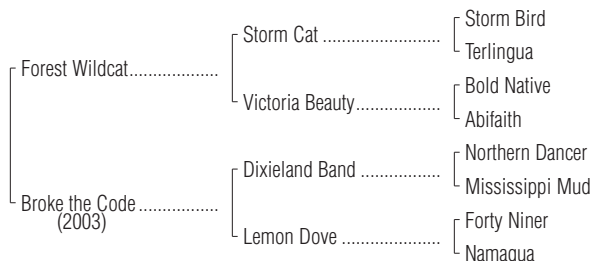 Storm Bird
Storm Cat ........................
Terlingua
Forest Wildcat..................
Bold Native
Victoria Beauty.................
Abifaith
Northern Dancer
Dixieland Band ................
Mississippi Mud
Broke the Code ................
(2003)
Forty Niner
Lemon Dove ....................
Namaqua